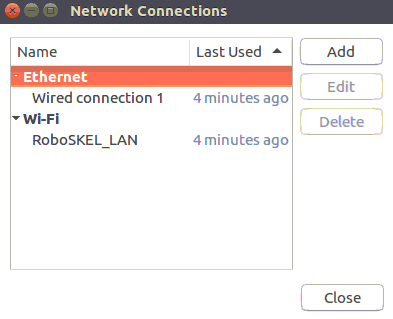 Network Connections
Name Last Used Add
Ethernet Edit
Wired connection 1 4 minutes ago
Wi-Fi Delete
RoboSKEL_LAN 4 minutes ago
Close